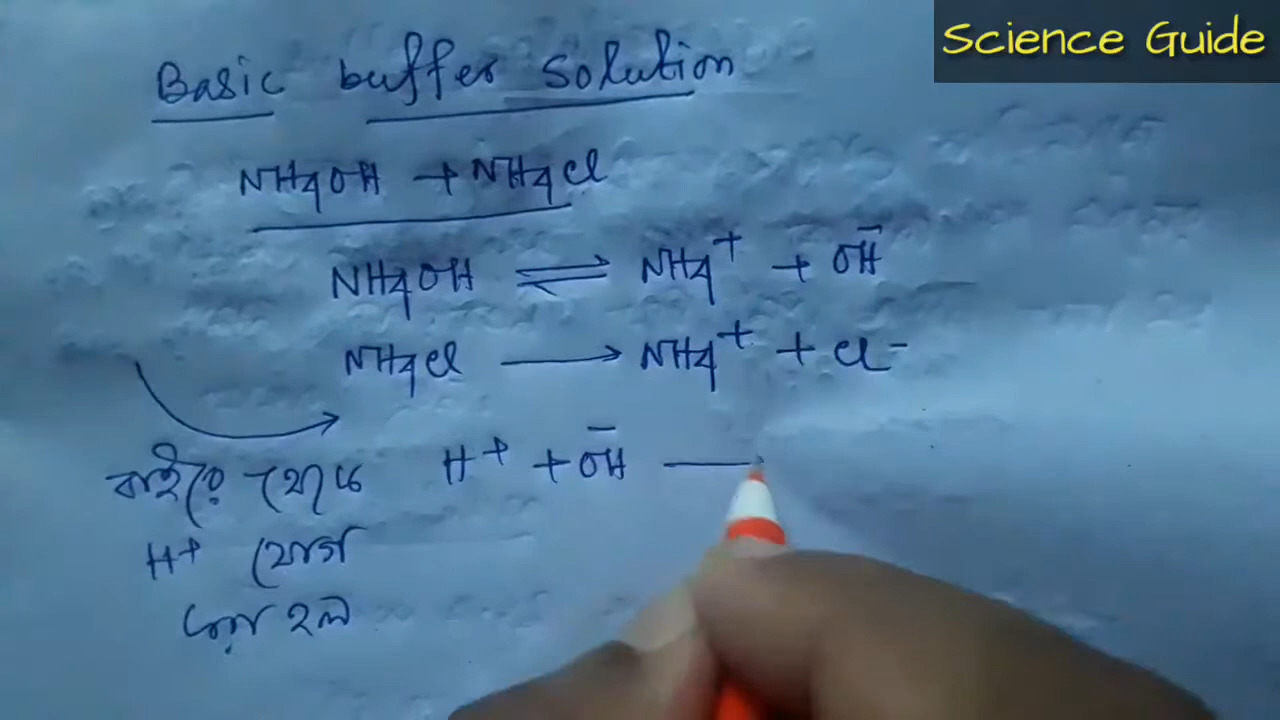 Science Guide
Basic buffer solution
NH4OH + NH4Cl
NH4OH ⇌ NH4⁺ + OH⁻
NH4Cl ⟶ NH4⁺ + Cl⁻
বাইরে থেকে H⁺ + OH⁻ ⟶
H⁺ যোগ
করা হল